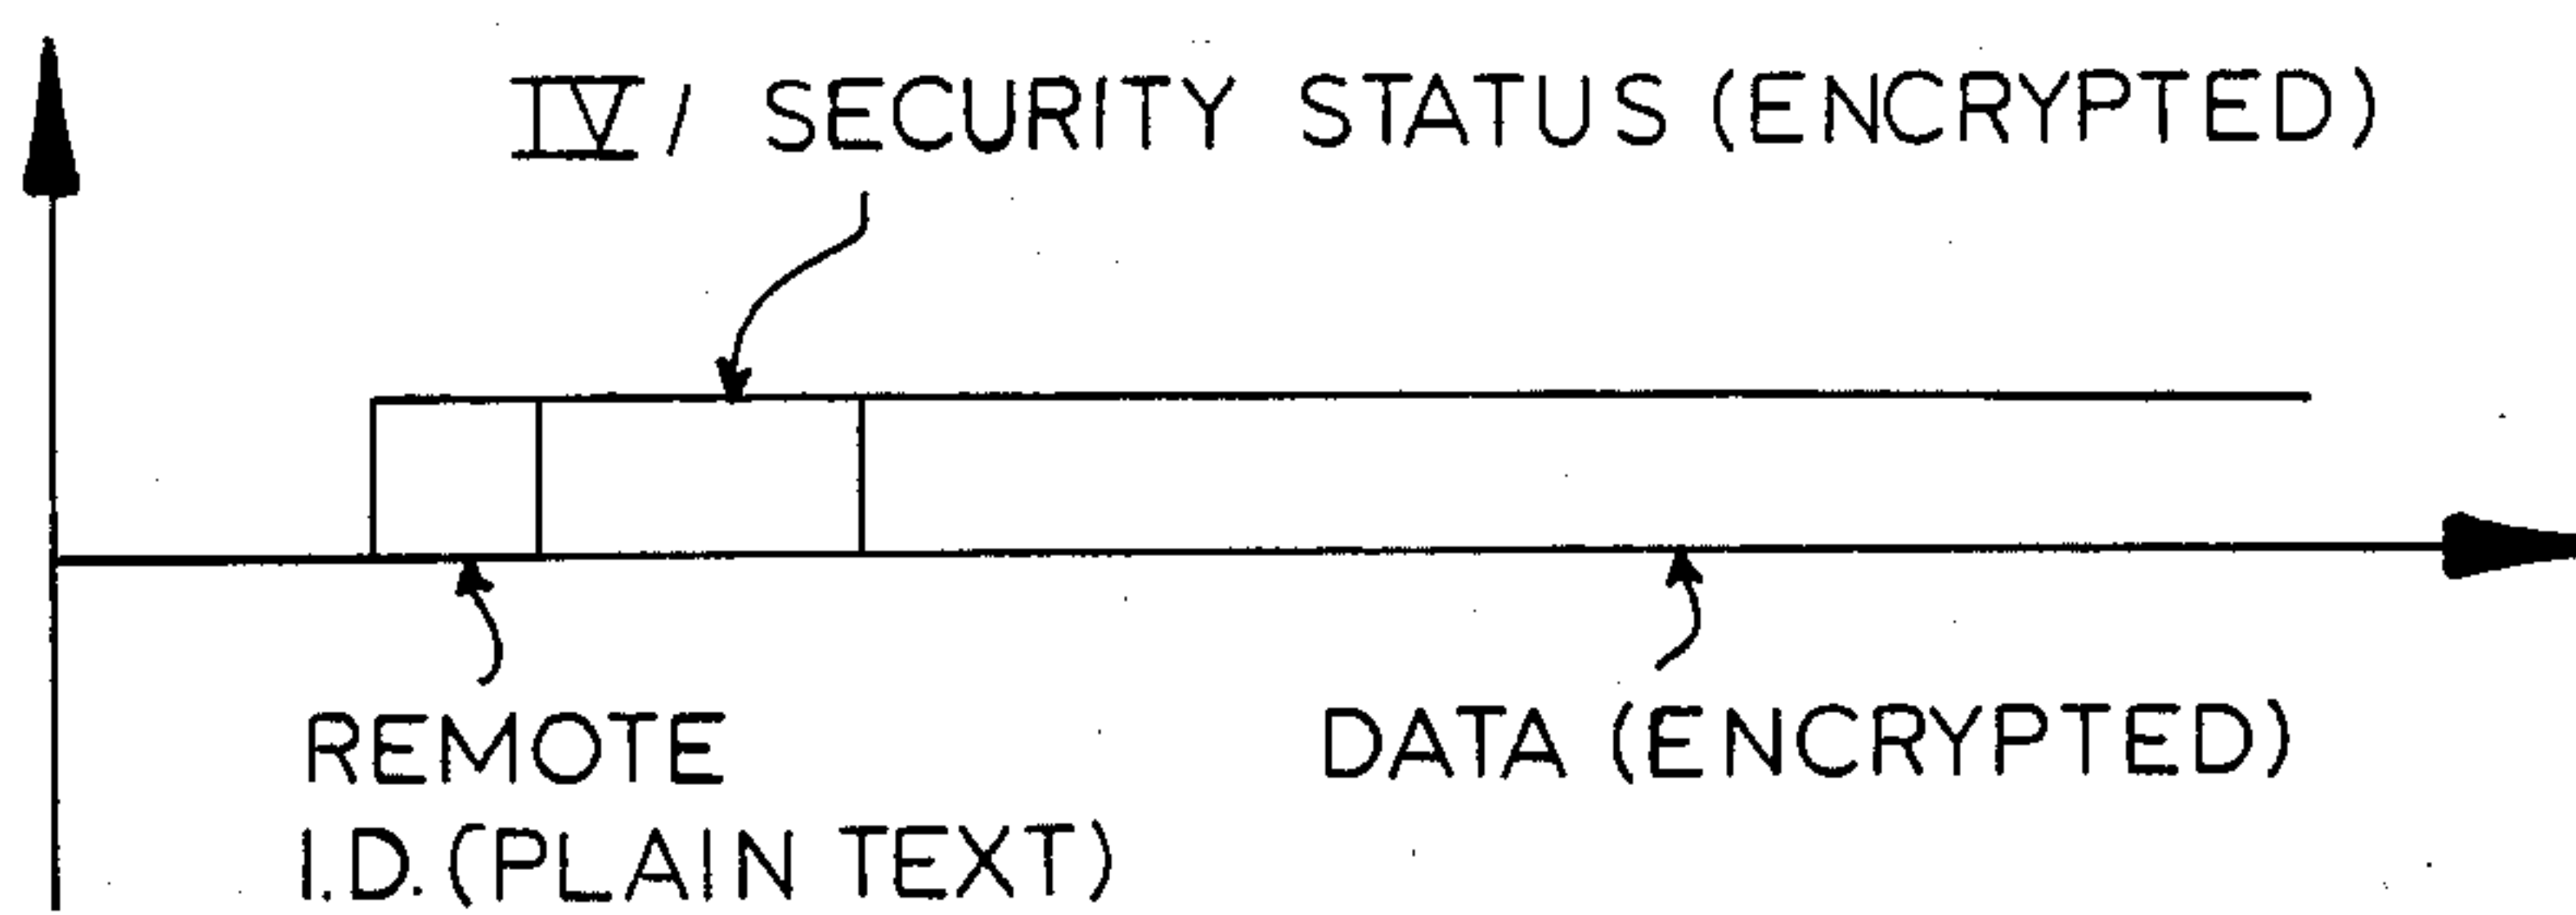 IV/ SECURITY STATUS (ENCRYPTED)
REMOTE
I.D. (PLAIN TEXT)
DATA (ENCRYPTED)